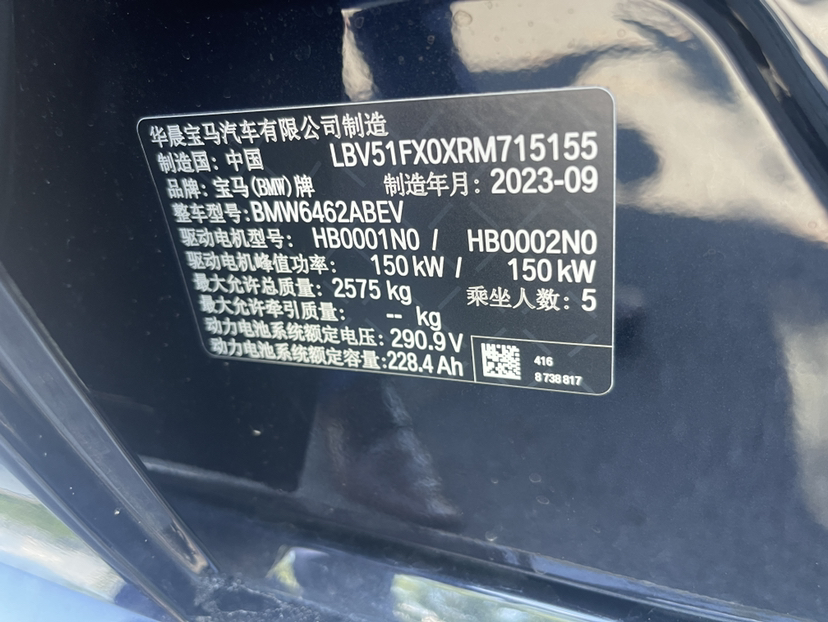 华晨宝马汽车有限公司制造
制造国: 中国 LBV51FX0XRM715155
品牌: 宝马(BMW)牌 制造年月: 2023-09
整车型号:BMW6462ABEV
驱动电机型号: HB0001N0 / HB0002N0
驱动电机峰值功率: 150 kW / 150 kW
最大允许总质量: 2575 kg 乘坐人数: 5
最大允许牵引质量: -- kg
动力电池系统额定电压: 290.9 V
动力电池系统额定容量:228.4 Ah
416
8738817